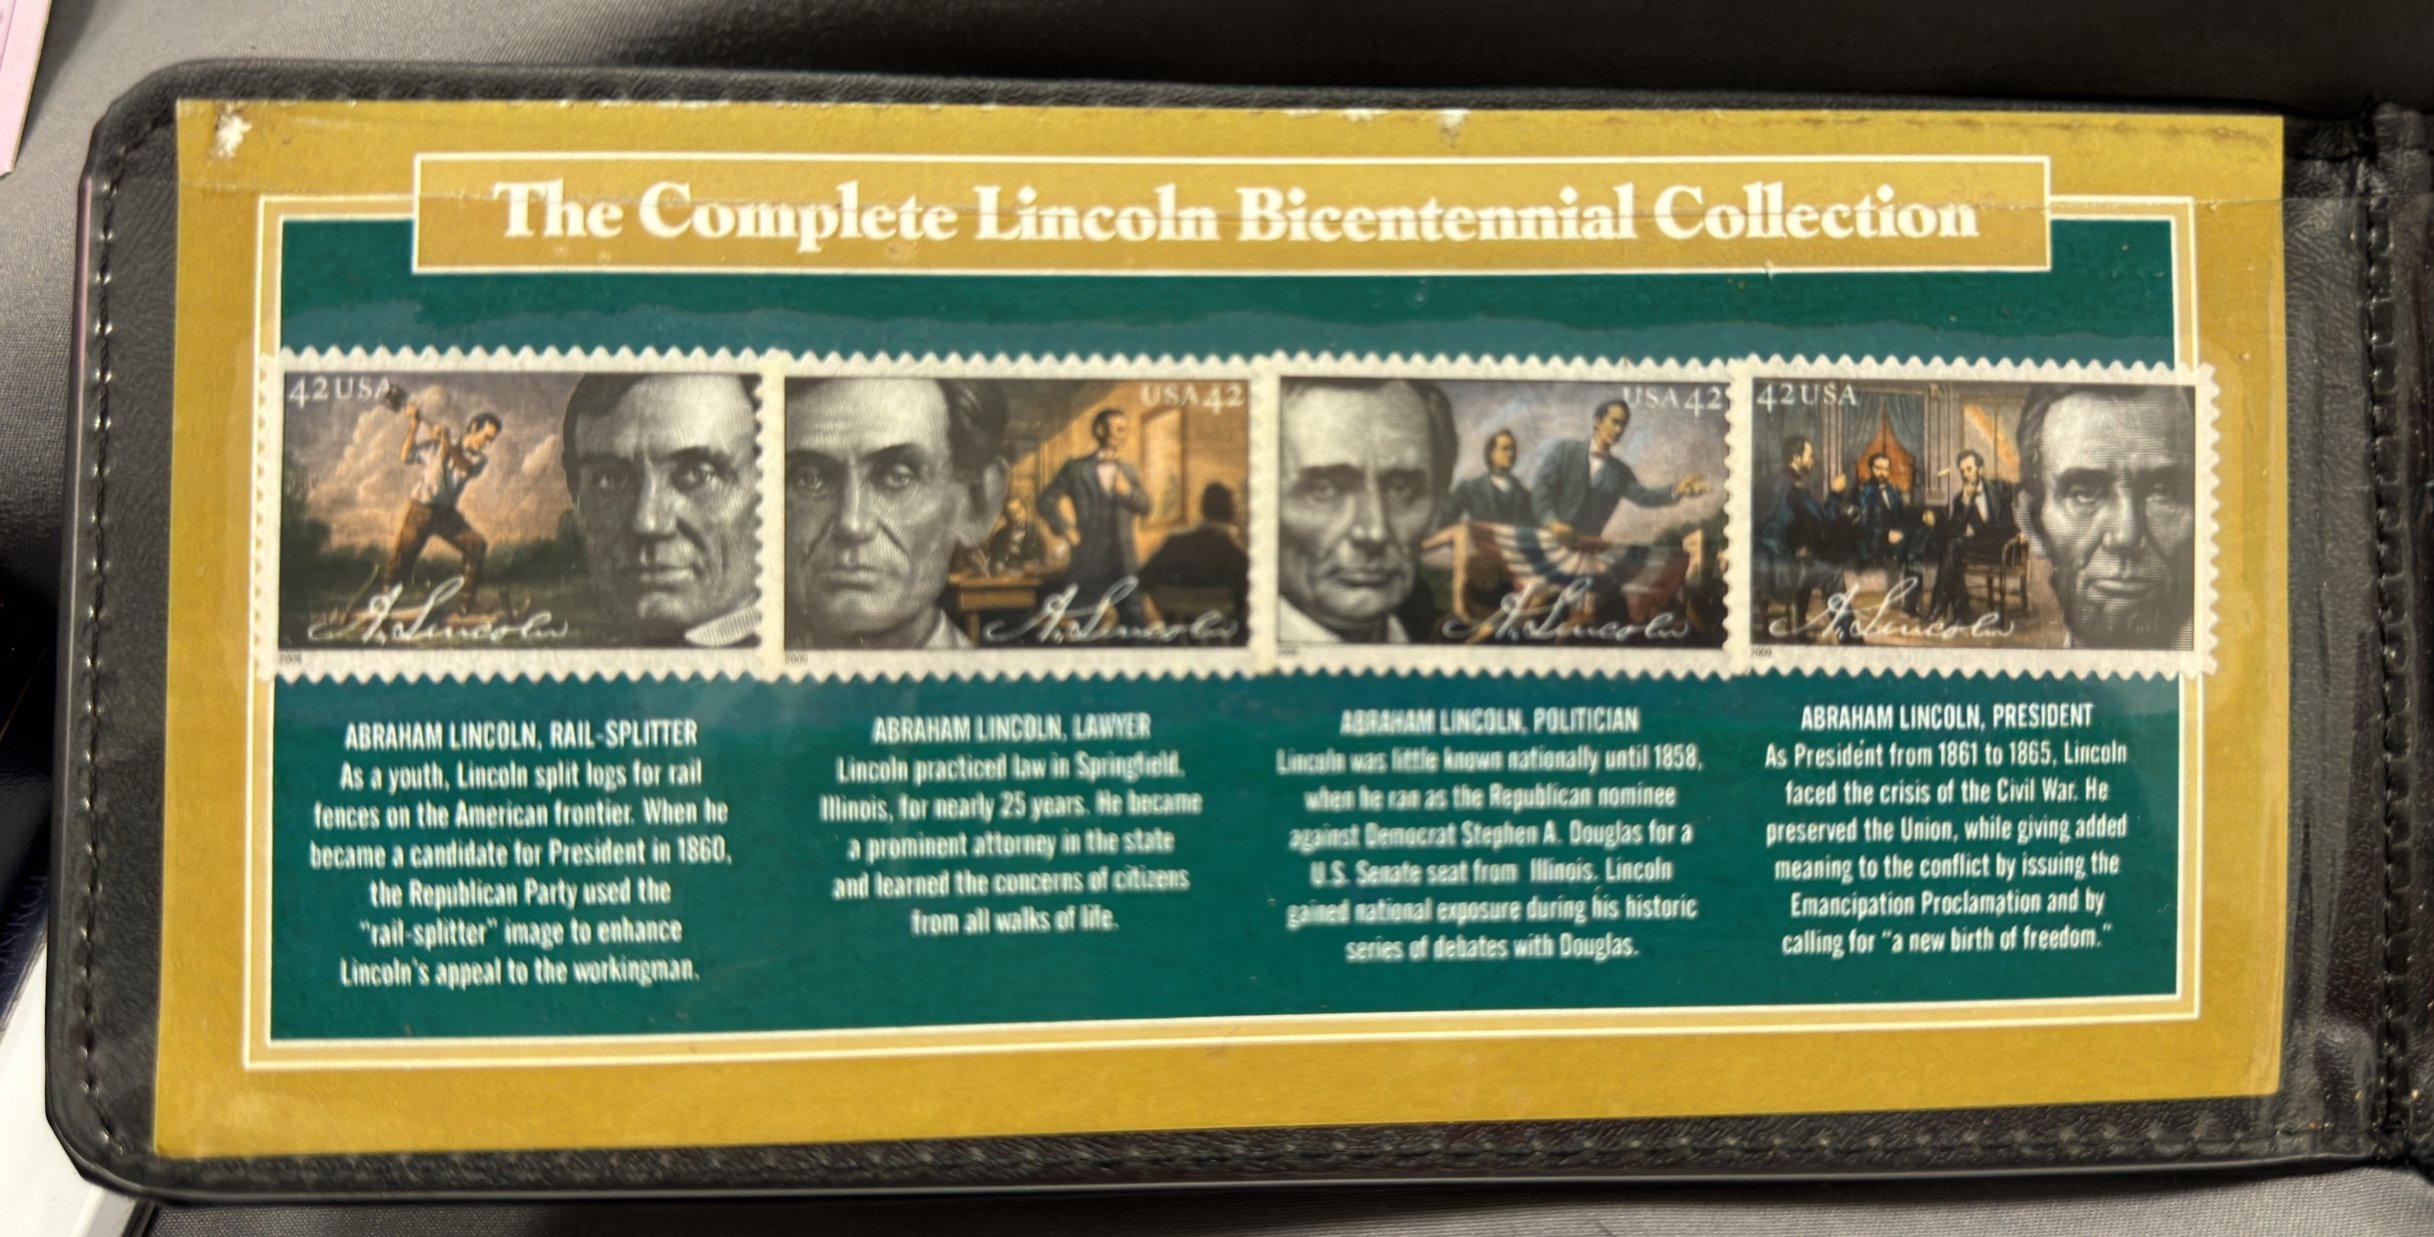 The Complete Lincoln Bicentennial Collection
42 USA
A. Lincoln
2009
USA 42
A. Lincoln
2009
USA 42
A. Lincoln
42 USA
A. Lincoln
2009
ABRAHAM LINCOLN, RAIL-SPLITTER
As a youth, Lincoln split logs for rail
fences on the American frontier. When he
became a candidate for President in 1860,
the Republican Party used the
"rail-splitter" image to enhance
Lincoln's appeal to the workingman.
ABRAHAM LINCOLN, LAWYER
Lincoln practiced law in Springfield,
Illinois, for nearly 25 years. He became
a prominent attorney in the state
and learned the concerns of citizens
from all walks of life.
ABRAHAM LINCOLN, POLITICIAN
Lincoln was little known nationally until 1858,
when he ran as the Republican nominee
against Democrat Stephen A. Douglas for a
U.S. Senate seat from Illinois. Lincoln
gained national exposure during his historic
series of debates with Douglas.
ABRAHAM LINCOLN, PRESIDENT
As President from 1861 to 1865, Lincoln
faced the crisis of the Civil War. He
preserved the Union, while giving added
meaning to the conflict by issuing the
Emancipation Proclamation and by
calling for "a new birth of freedom."